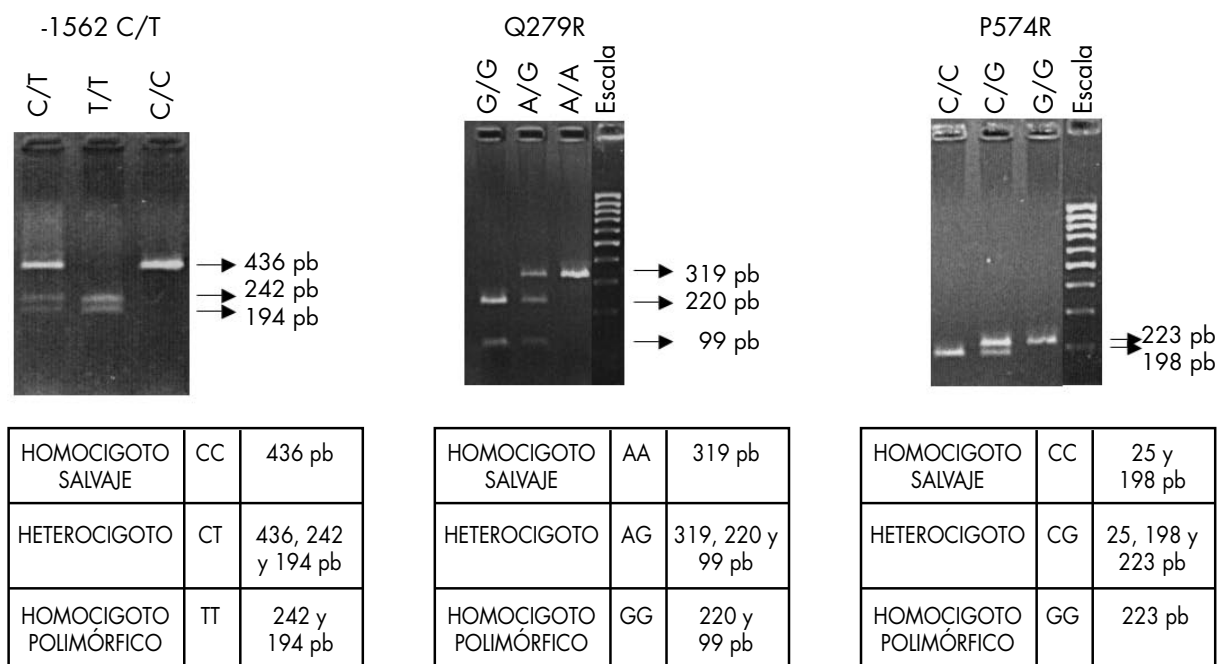 -1562 C/T
C/T
T/T
C/C
436 pb
242 pb
194 pb
HOMOCIGOTO
SALVAJE
CC
436 pb
HETEROCIGOTO
CT
436, 242
y 194 pb
HOMOCIGOTO
POLIMÓRFICO
TT
242 y
194 pb
Q279R
G/G
A/G
A/A
Escala
319 pb
220 pb
99 pb
HOMOCIGOTO
SALVAJE
AA
319 pb
HETEROCIGOTO
AG
319, 220 y
99 pb
HOMOCIGOTO
POLIMÓRFICO
GG
220 y
99 pb
P574R
C/C
C/G
G/G
Escala
223 pb
198 pb
HOMOCIGOTO
SALVAJE
CC
25 y
198 pb
HETEROCIGOTO
CG
25, 198 y
223 pb
HOMOCIGOTO
POLIMÓRFICO
GG
223 pb